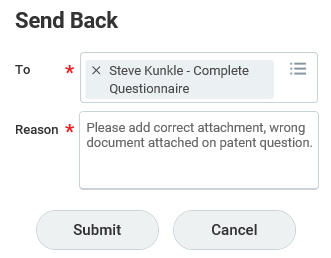 Send Back
To *
× Steve Kunkle - Complete
Questionnaire
Reason *
Please add correct attachment, wrong
document attached on patent question.
Submit
Cancel